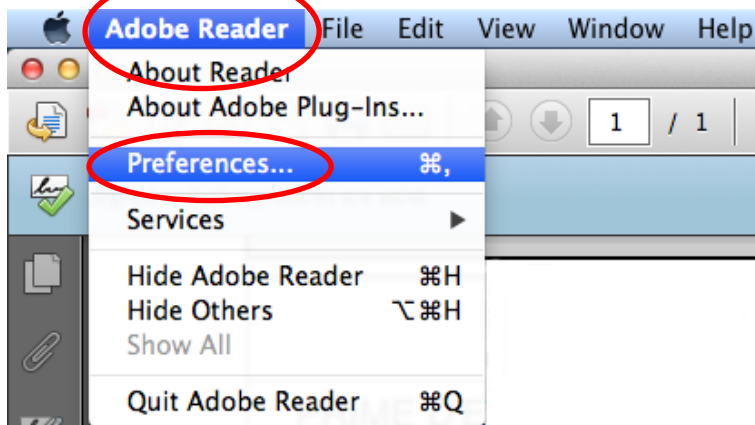 Adobe Reader File Edit View Window Help
About Reader
About Adobe Plug-Ins...
1 / 1
Preferences... ⌘,
Services ▶
Hide Adobe Reader ⌘H
Hide Others ⌥⌘H
Show All
Quit Adobe Reader ⌘Q